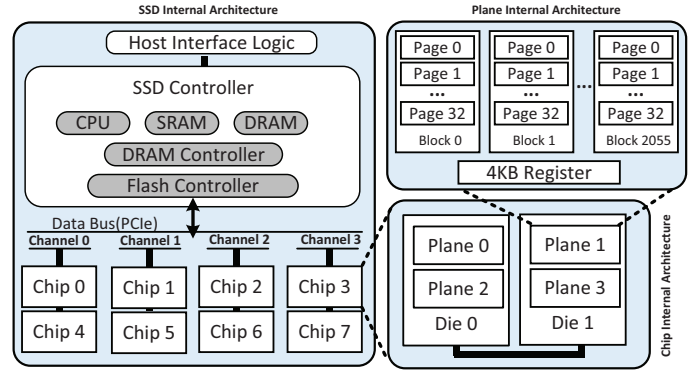 SSD Internal Architecture
Host Interface Logic
SSD Controller
CPU SRAM DRAM
DRAM Controller
Flash Controller
Data Bus(PCIe)
Channel 0 Channel 1 Channel 2 Channel 3
Chip 0 Chip 1 Chip 2 Chip 3
Chip 4 Chip 5 Chip 6 Chip 7
Plane Internal Architecture
Page 0 Page 0 Page 0
Page 1 Page 1 Page 1
... ... ... ...
Page 32 Page 32 Page 32
Block 0 Block 1 Block 2055
4KB Register
Plane 0 Plane 1
Plane 2 Plane 3
Die 0 Die 1
Chip Internal Architecture